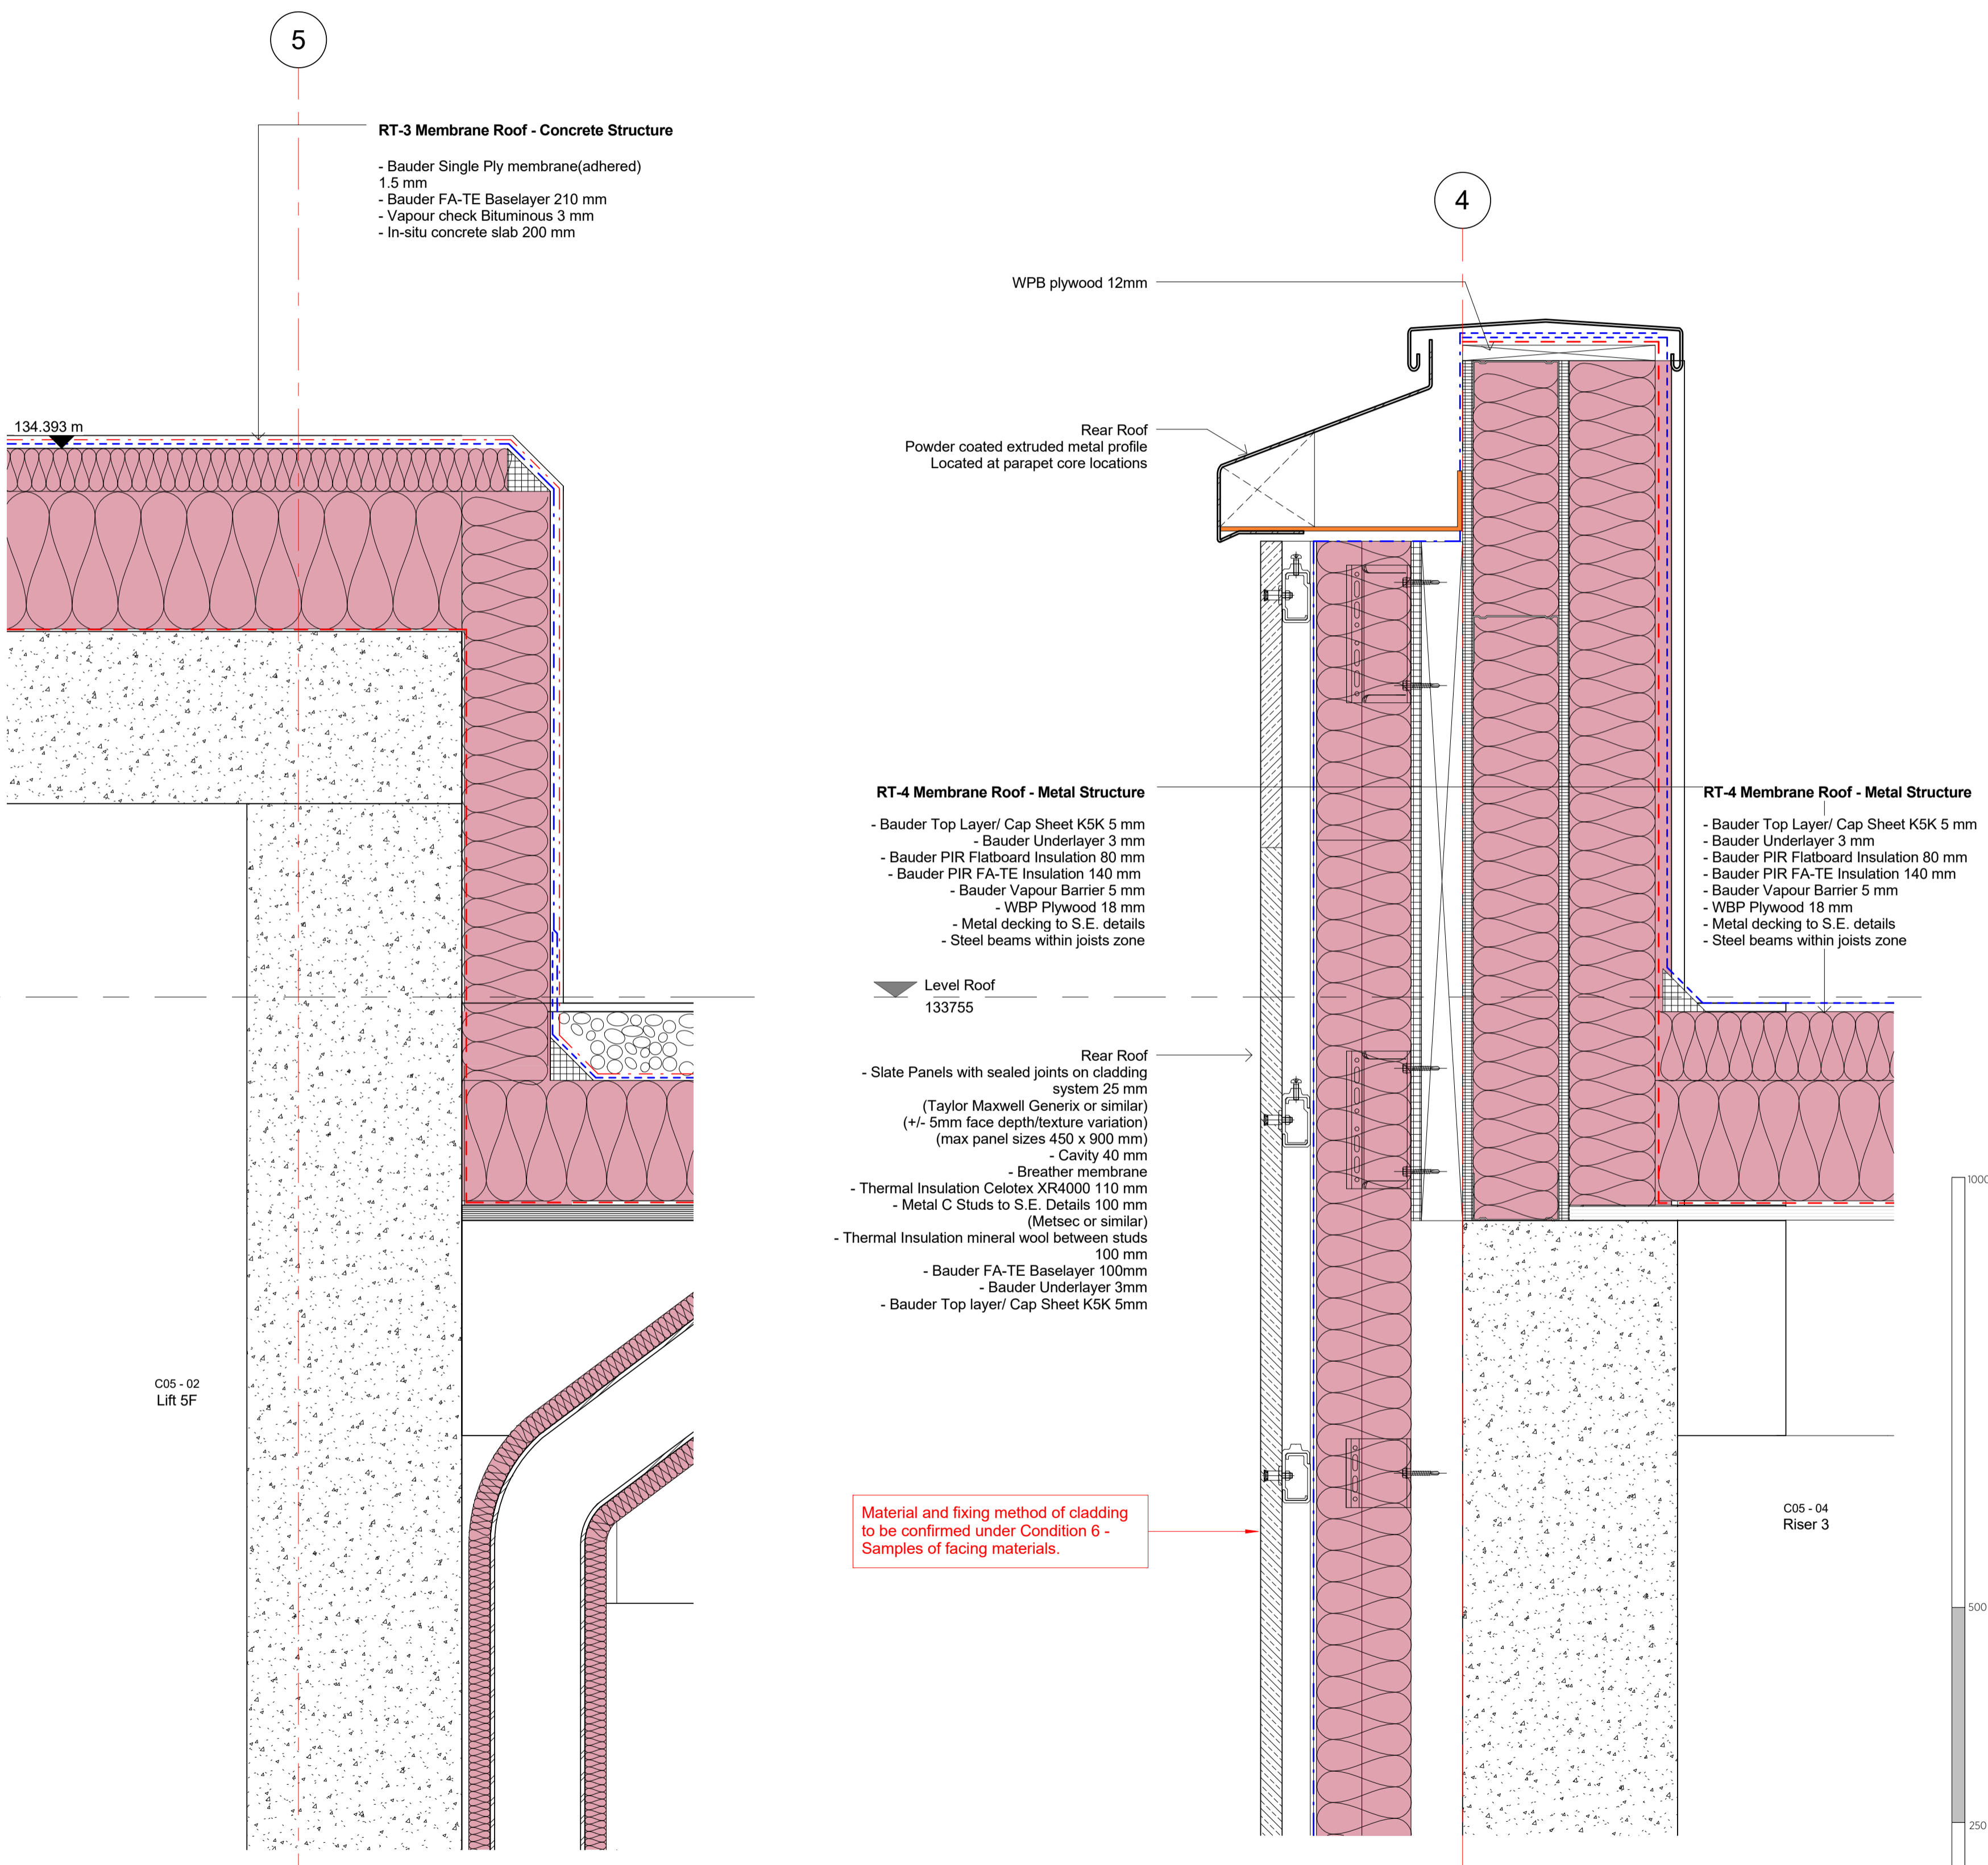 5
RT-3 Membrane Roof - Concrete Structure
- Bauder Single Ply membrane(adhered)
1.5 mm
- Bauder FA-TE Baselayer 210 mm
- Vapour check Bituminous 3 mm
- In-situ concrete slab 200 mm
134.393 m
C05 - 02
Lift 5F
4
WPB plywood 12mm
Rear Roof
Powder coated extruded metal profile
Located at parapet core locations
RT-4 Membrane Roof - Metal Structure
- Bauder Top Layer/ Cap Sheet K5K 5 mm
- Bauder Underlayer 3 mm
- Bauder PIR Flatboard Insulation 80 mm
- Bauder PIR FA-TE Insulation 140 mm
- Bauder Vapour Barrier 5 mm
- WBP Plywood 18 mm
- Metal decking to S.E. details
- Steel beams within joists zone
Level Roof
133755
Rear Roof
- Slate Panels with sealed joints on cladding
system 25 mm
(Taylor Maxwell Generix or similar)
(+/- 5mm face depth/texture variation)
(max panel sizes 450 x 900 mm)
- Cavity 40 mm
- Breather membrane
- Thermal Insulation Celotex XR4000 110 mm
- Metal C Studs to S.E. Details 100 mm
(Metsec or similar)
- Thermal Insulation mineral wool between studs
100 mm
- Bauder FA-TE Baselayer 100mm
- Bauder Underlayer 3mm
- Bauder Top layer/ Cap Sheet K5K 5mm
Material and fixing method of cladding
to be confirmed under Condition 6 -
Samples of facing materials.
RT-4 Membrane Roof - Metal Structure
- Bauder Top Layer/ Cap Sheet K5K 5 mm
- Bauder Underlayer 3 mm
- Bauder PIR Flatboard Insulation 80 mm
- Bauder PIR FA-TE Insulation 140 mm
- Bauder Vapour Barrier 5 mm
- WBP Plywood 18 mm
- Metal decking to S.E. details
- Steel beams within joists zone
C05 - 04
Riser 3
1000
500
250